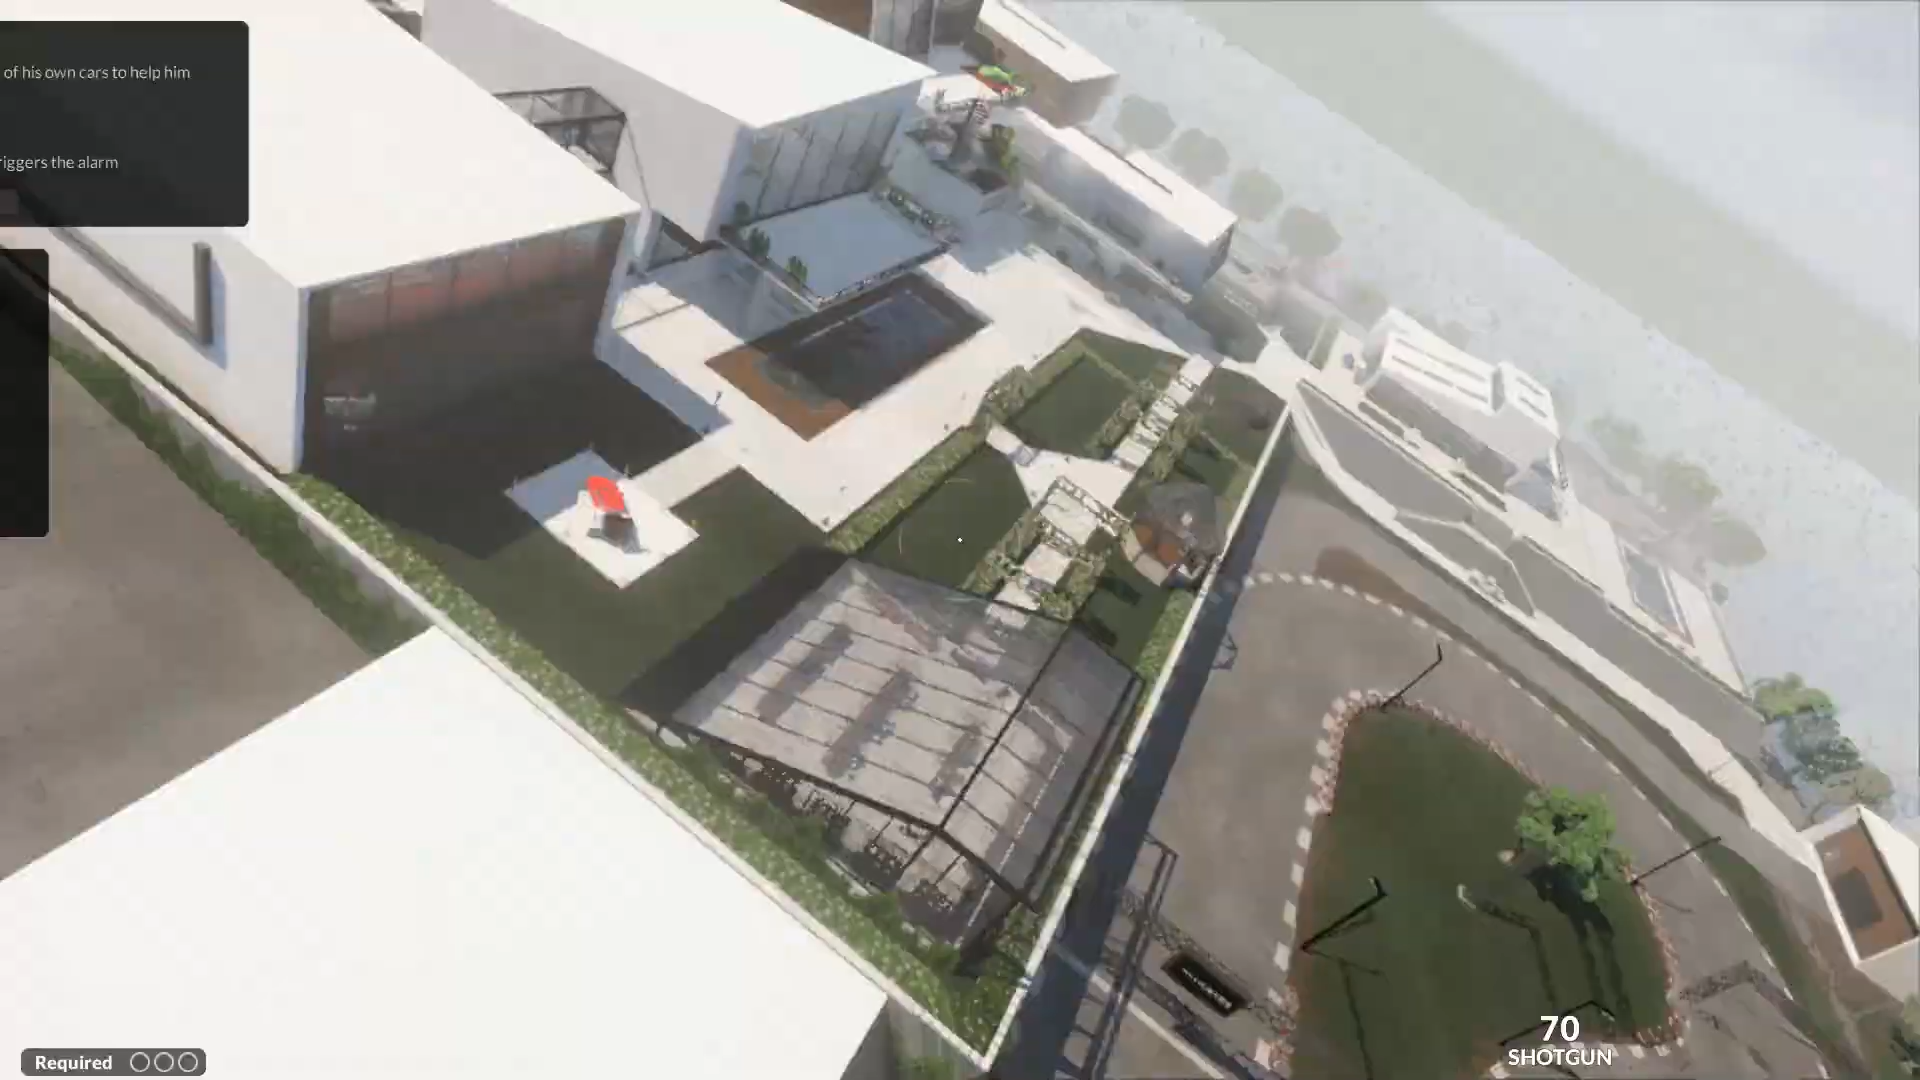 of his own cars to help him
riggers the alarm
Required
70
SHOTGUN